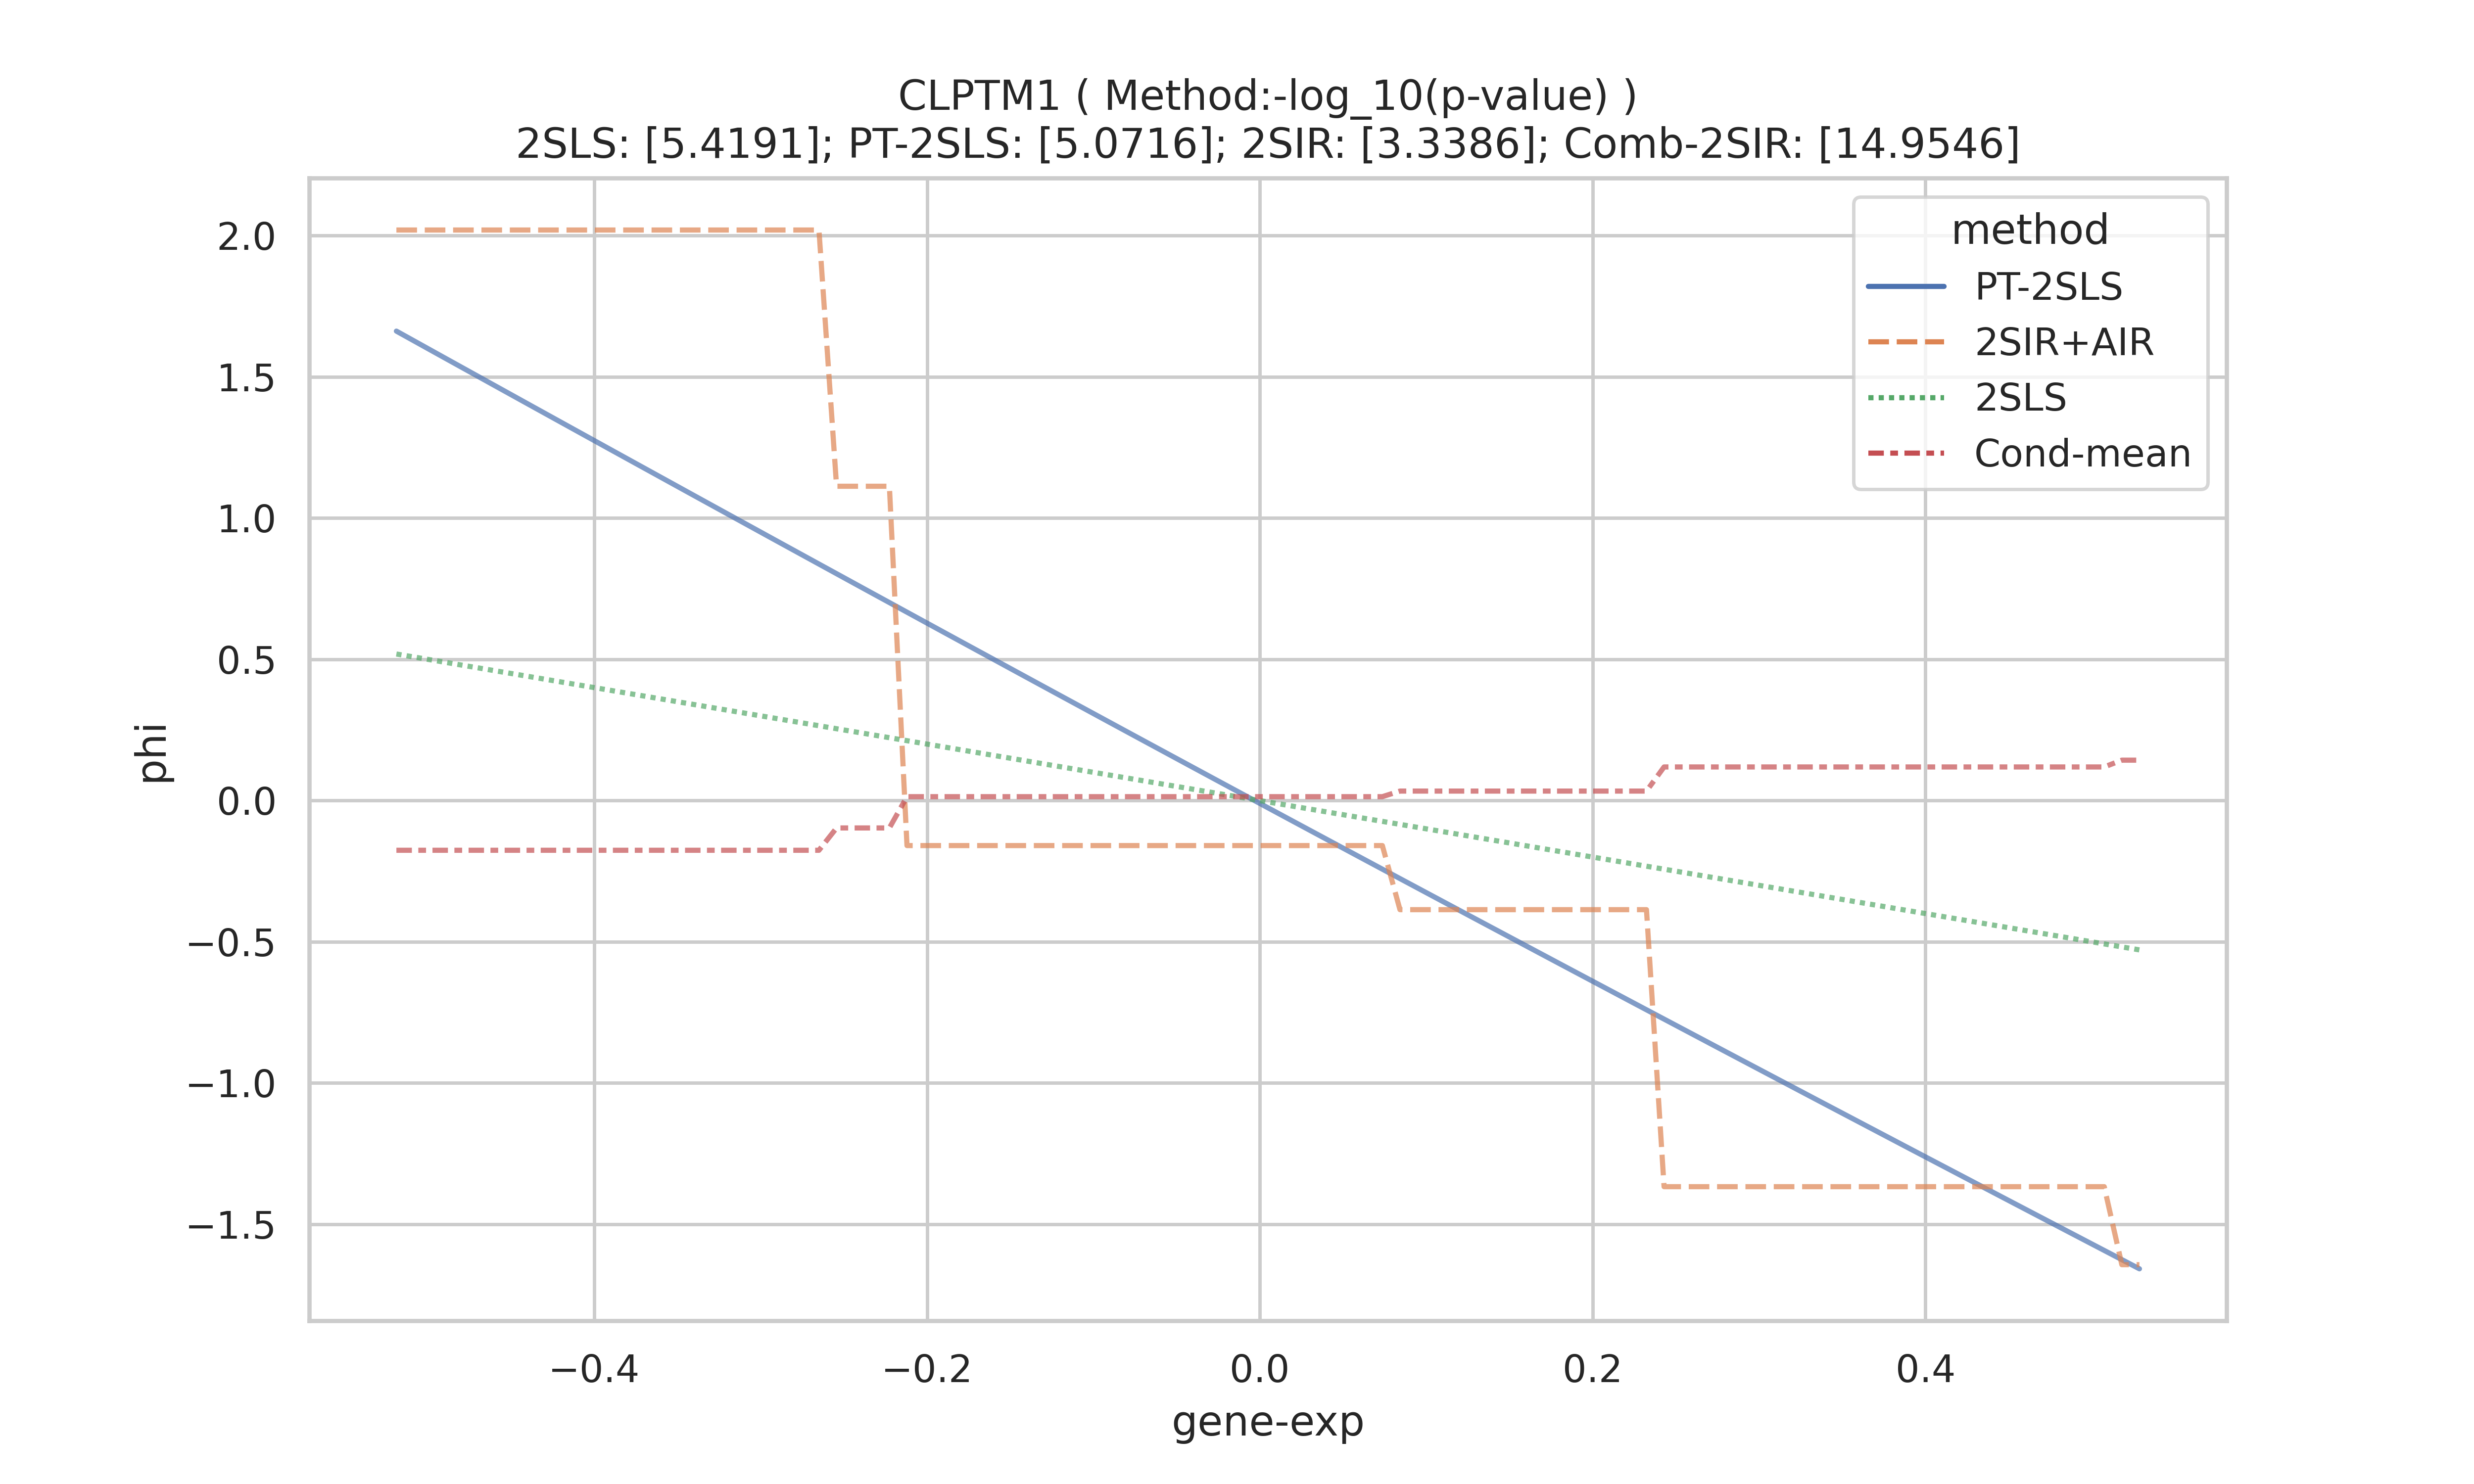 CLPTM1 ( Method:-log_10(p-value) )
2SLS: [5.4191]; PT-2SLS: [5.0716]; 2SIR: [3.3386]; Comb-2SIR: [14.9546]
method
PT-2SLS
2SIR+AIR
2SLS
Cond-mean
phi
2.0
1.5
1.0
0.5
0.0
−0.5
−1.0
−1.5
−0.4
−0.2
0.0
0.2
0.4
gene-exp